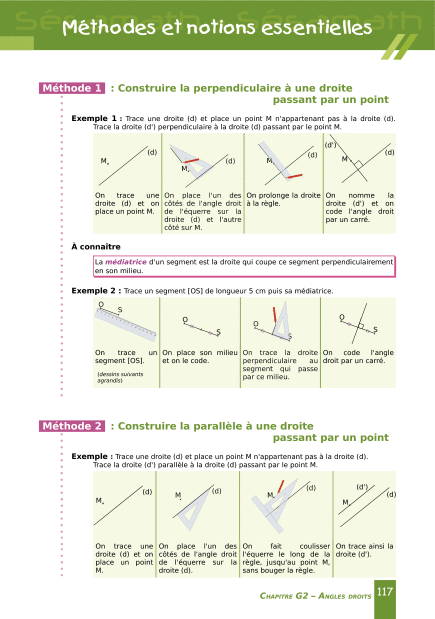 Sésamath Sésamath
Méthodes et notions essentielles
Méthode 1 : Construire la perpendiculaire à une droite
passant par un point
Exemple 1 : Trace une droite (d) et place un point M n'appartenant pas à la droite (d).
Trace la droite (d') perpendiculaire à la droite (d) passant par le point M.
M (d)
M (d)
M (d)
(d') M (d)
On trace une
droite (d) et on
place un point M.
On place l'un des
côtés de l'angle droit
de l'équerre sur la
droite (d) et l'autre
côté sur M.
On prolonge la droite
à la règle.
On nomme la
droite (d') et on
code l'angle droit
par un carré.
À connaître
La médiatrice d'un segment est la droite qui coupe ce segment perpendiculairement
en son milieu.
Exemple 2 : Trace un segment [OS] de longueur 5 cm puis sa médiatrice.
O S
O S
O S
O S
On trace un
segment [OS].
(dessins suivants
agrandis)
On place son milieu
et on le code.
On trace la droite
perpendiculaire au
segment qui passe
par ce milieu.
On code l'angle
droit par un carré.
Méthode 2 : Construire la parallèle à une droite
passant par un point
Exemple : Trace une droite (d) et place un point M n'appartenant pas à la droite (d).
Trace la droite (d') parallèle à la droite (d) passant par le point M.
M (d)
M (d)
M (d)
(d') M (d)
On trace une
droite (d) et on
place un point
M.
On place l'un des
côtés de l'angle droit
de l'équerre sur la
droite (d).
On fait coulisser
l'équerre le long de la
règle, jusqu'au point M,
sans bouger la règle.
On trace ainsi la
droite (d').
CHAPITRE G2 – ANGLES DROITS 117